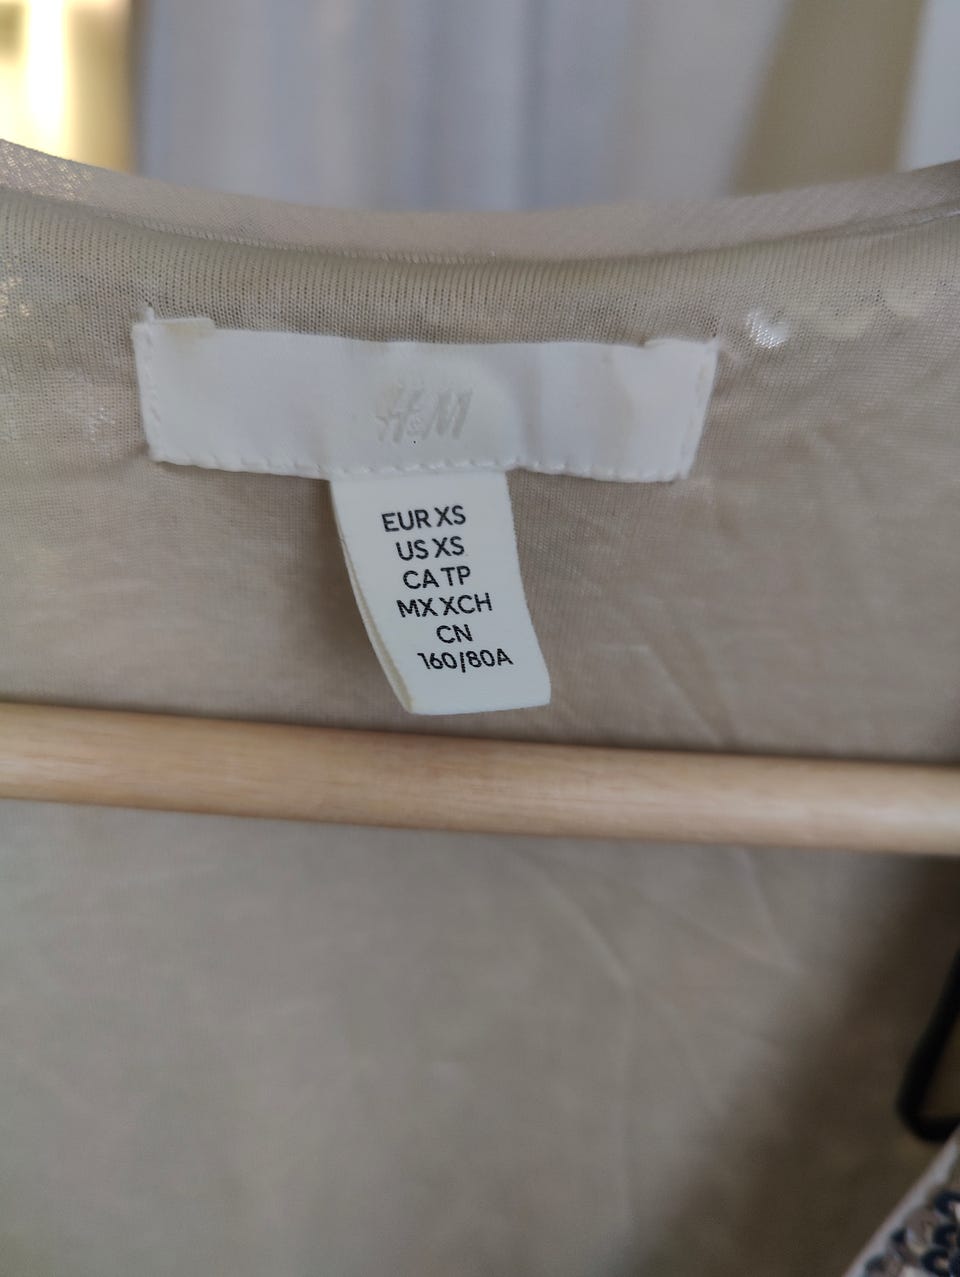 H&M
EUR XS
US XS
CA TP
MX XCH
CN
160/80A